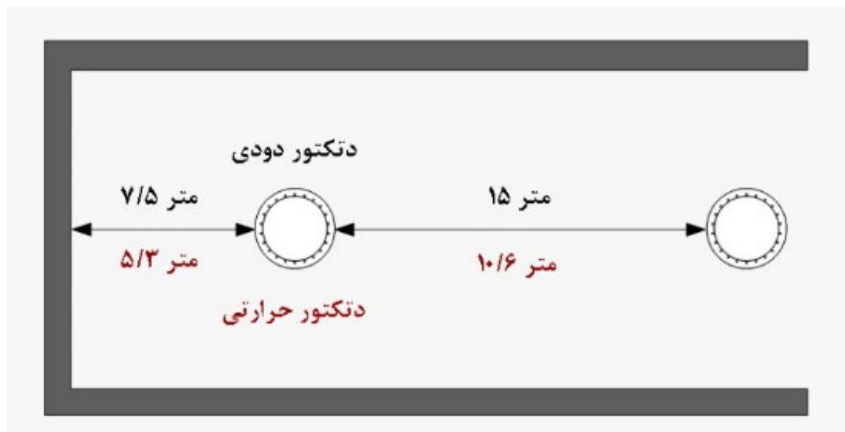 دتکتور دودی
۷/۵ متر
۱۵ متر
۵/۳ متر
۱۰/۶ متر
دتکتور حرارتی